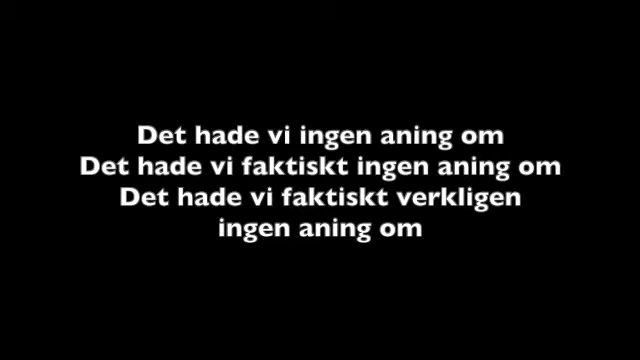 Det hade vi ingen aning om
Det hade vi faktiskt ingen aning om
Det hade vi faktiskt verkligen
ingen aning om